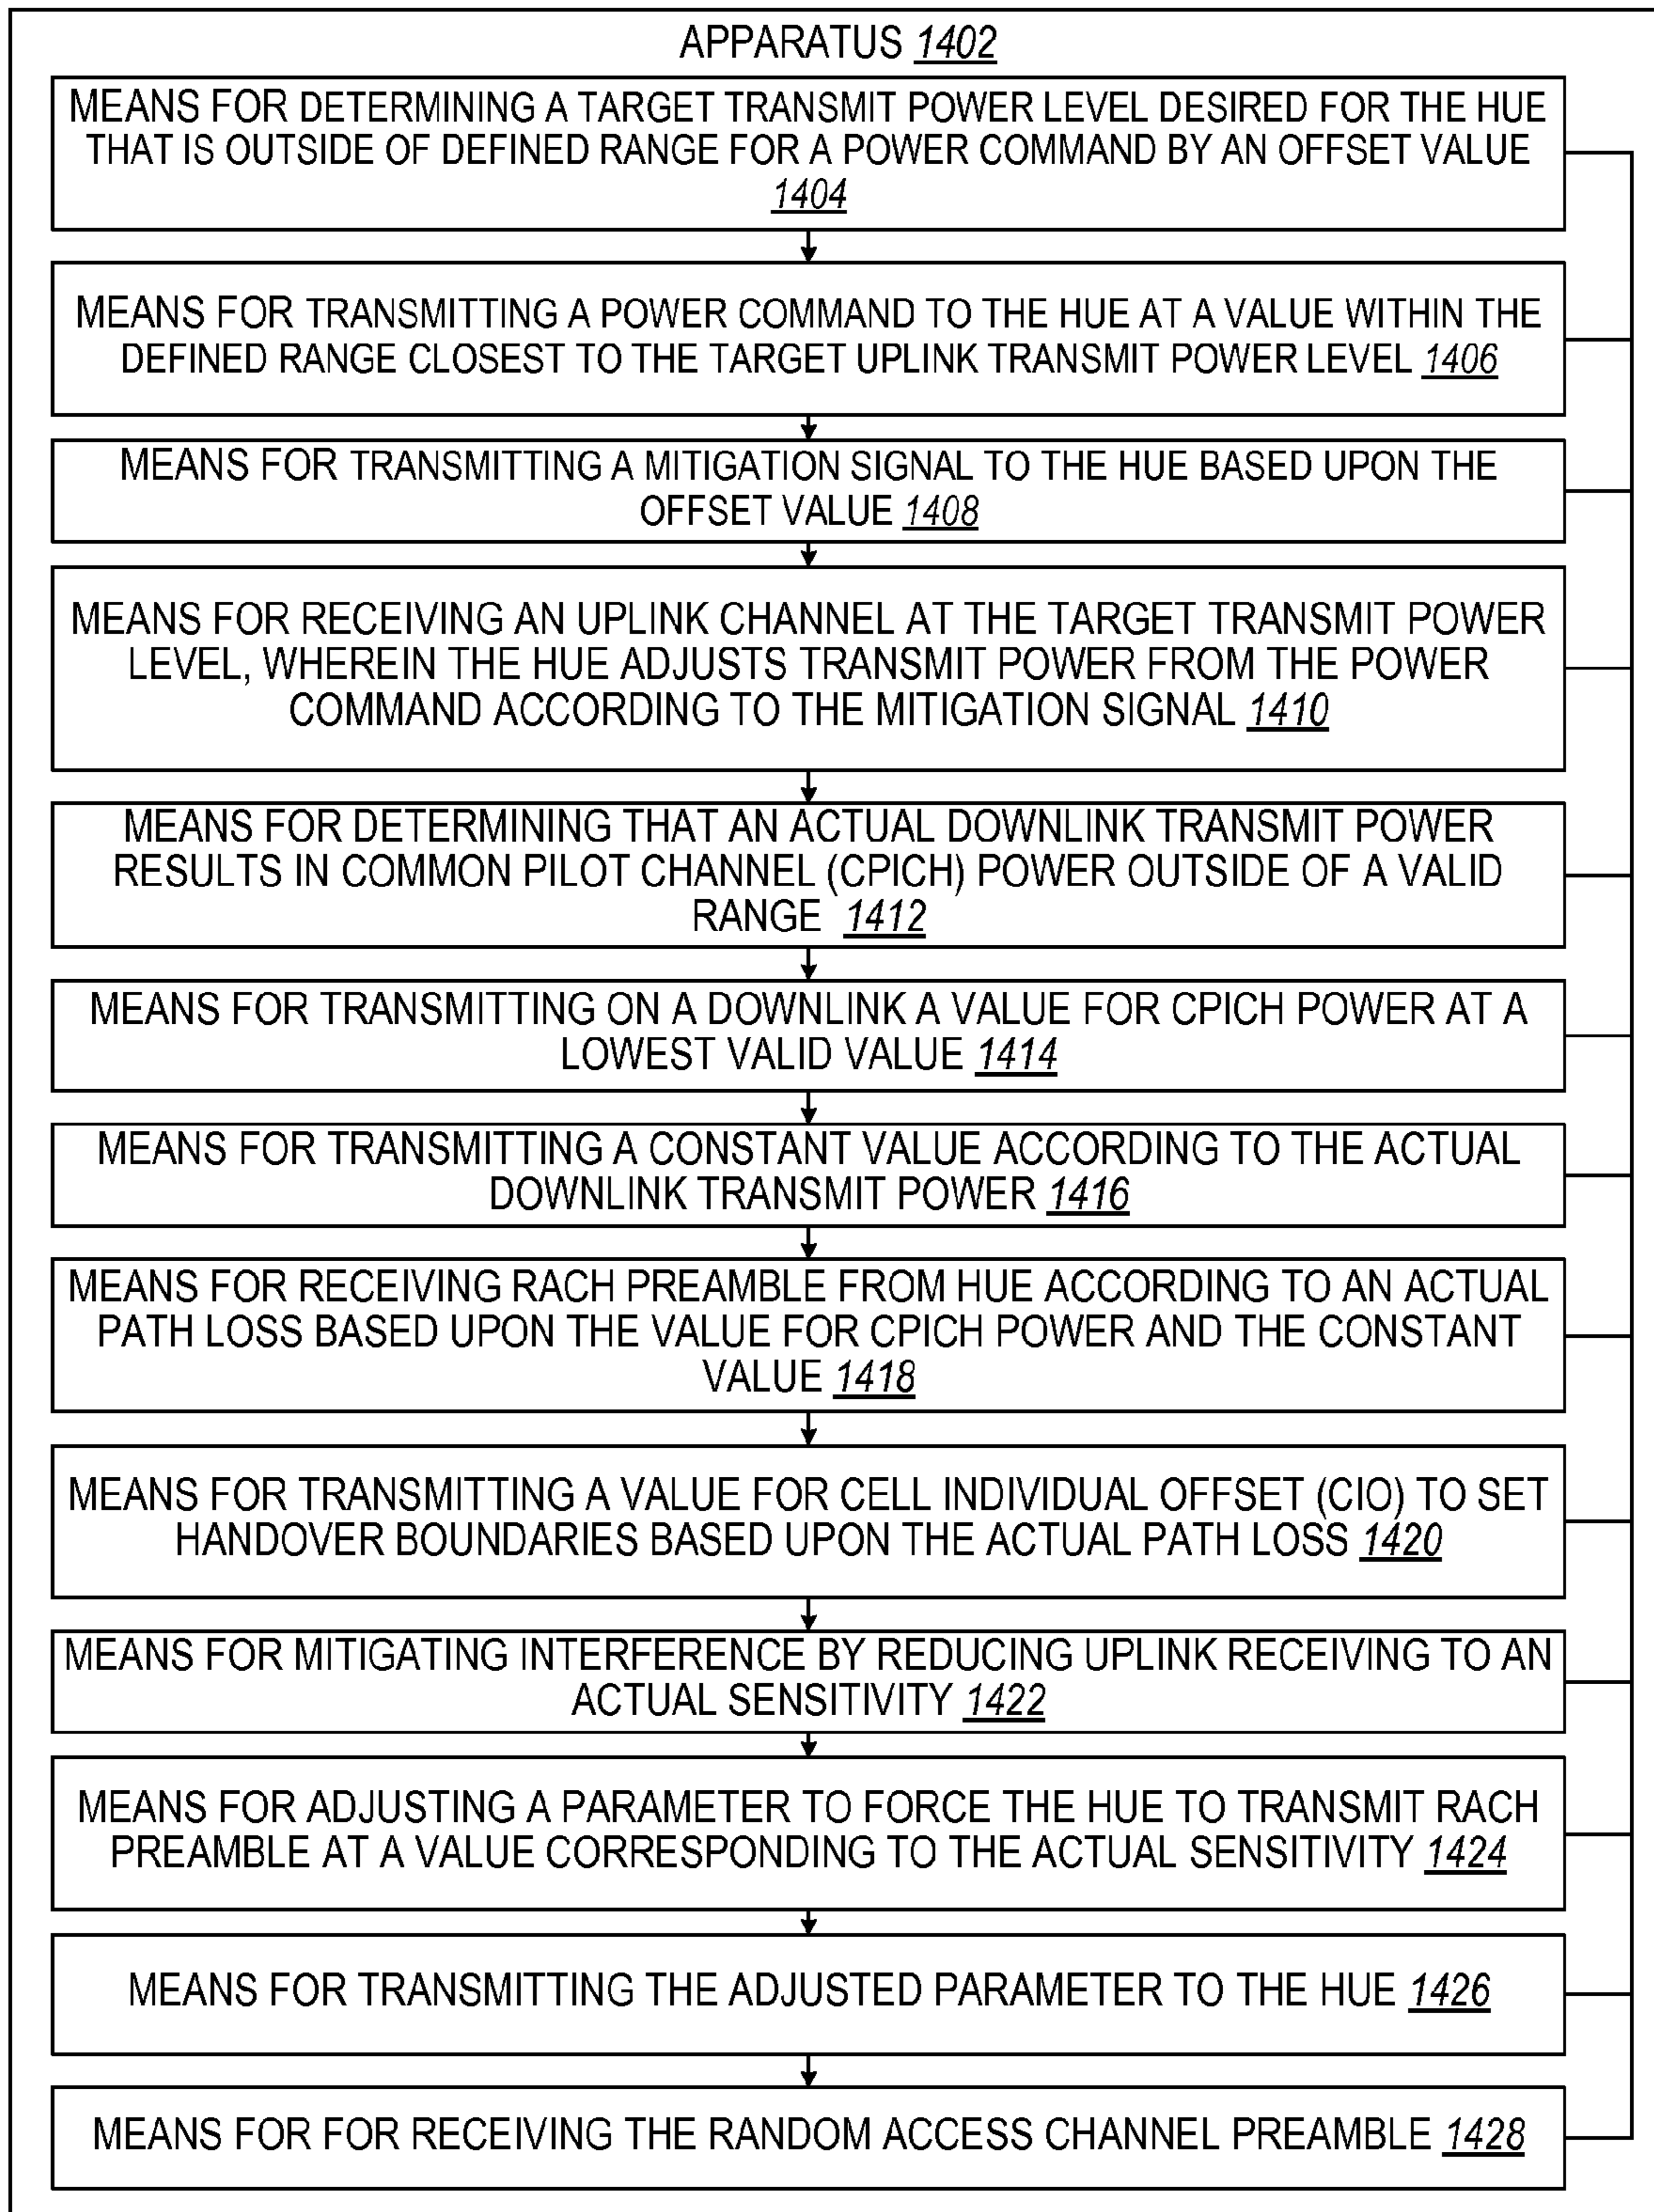 APPARATUS 1402
MEANS FOR DETERMINING A TARGET TRANSMIT POWER LEVEL DESIRED FOR THE HUE
THAT IS OUTSIDE OF DEFINED RANGE FOR A POWER COMMAND BY AN OFFSET VALUE
1404
MEANS FOR TRANSMITTING A POWER COMMAND TO THE HUE AT A VALUE WITHIN THE
DEFINED RANGE CLOSEST TO THE TARGET UPLINK TRANSMIT POWER LEVEL 1406
MEANS FOR TRANSMITTING A MITIGATION SIGNAL TO THE HUE BASED UPON THE
OFFSET VALUE 1408
MEANS FOR RECEIVING AN UPLINK CHANNEL AT THE TARGET TRANSMIT POWER
LEVEL, WHEREIN THE HUE ADJUSTS TRANSMIT POWER FROM THE POWER
COMMAND ACCORDING TO THE MITIGATION SIGNAL 1410
MEANS FOR DETERMINING THAT AN ACTUAL DOWNLINK TRANSMIT POWER
RESULTS IN COMMON PILOT CHANNEL (CPICH) POWER OUTSIDE OF A VALID
RANGE 1412
MEANS FOR TRANSMITTING ON A DOWNLINK A VALUE FOR CPICH POWER AT A
LOWEST VALID VALUE 1414
MEANS FOR TRANSMITTING A CONSTANT VALUE ACCORDING TO THE ACTUAL
DOWNLINK TRANSMIT POWER 1416
MEANS FOR RECEIVING RACH PREAMBLE FROM HUE ACCORDING TO AN ACTUAL
PATH LOSS BASED UPON THE VALUE FOR CPICH POWER AND THE CONSTANT
VALUE 1418
MEANS FOR TRANSMITTING A VALUE FOR CELL INDIVIDUAL OFFSET (CIO) TO SET
HANDOVER BOUNDARIES BASED UPON THE ACTUAL PATH LOSS 1420
MEANS FOR MITIGATING INTERFERENCE BY REDUCING UPLINK RECEIVING TO AN
ACTUAL SENSITIVITY 1422
MEANS FOR ADJUSTING A PARAMETER TO FORCE THE HUE TO TRANSMIT RACH
PREAMBLE AT A VALUE CORRESPONDING TO THE ACTUAL SENSITIVITY 1424
MEANS FOR TRANSMITTING THE ADJUSTED PARAMETER TO THE HUE 1426
MEANS FOR FOR RECEIVING THE RANDOM ACCESS CHANNEL PREAMBLE 1428